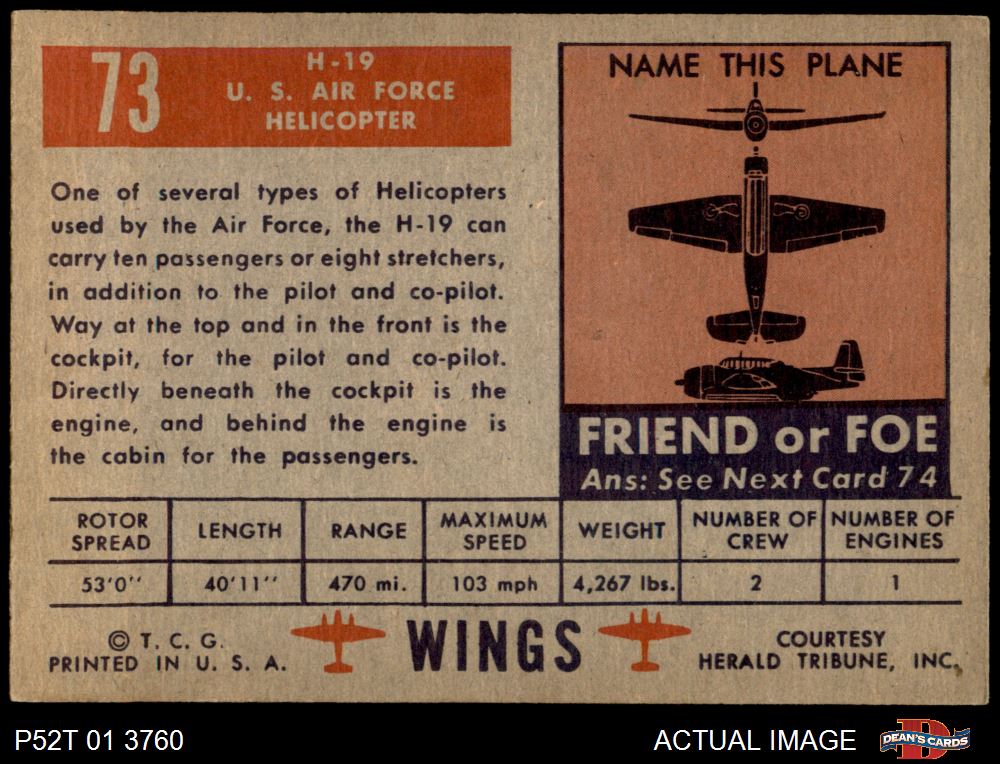 73
H-19
U. S. AIR FORCE
HELICOPTER
One of several types of Helicopters
used by the Air Force, the H-19 can
carry ten passengers or eight stretchers,
in addition to the pilot and co-pilot.
Way at the top and in the front is the
cockpit, for the pilot and co-pilot.
Directly beneath the cockpit is the
engine, and behind the engine is
the cabin for the passengers.
NAME THIS PLANE
FRIEND or FOE
Ans: See Next Card 74
ROTOR SPREAD LENGTH RANGE MAXIMUM SPEED WEIGHT NUMBER OF CREW NUMBER OF ENGINES
53'0'' 40'11'' 470 mi. 103 mph 4,267 lbs. 2 1
© T. C. G.
PRINTED IN U. S. A.
WINGS
COURTESY
HERALD TRIBUNE, INC.
P52T 01 3760
ACTUAL IMAGE
D
DEAN'S CARDS